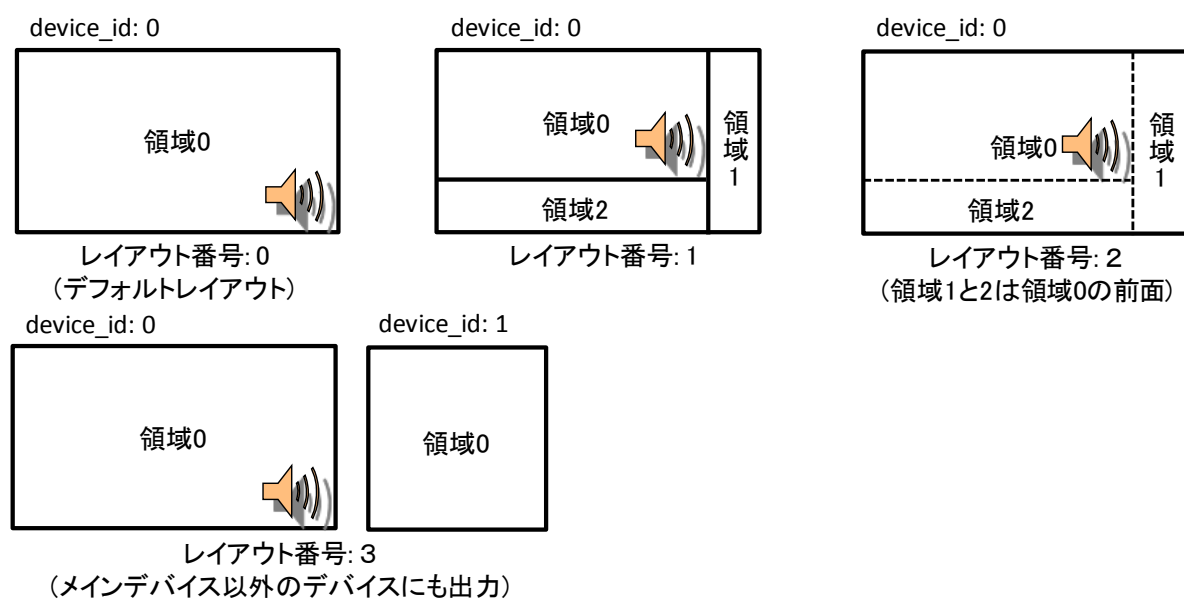 device_id: 0
領域0
レイアウト番号: 0
（デフォルトレイアウト）
device_id: 0
領域0
領域1
領域2
レイアウト番号: 1
device_id: 0
領域0
領域1
領域2
レイアウト番号: 2
（領域1と2は領域0の前面）
device_id: 0
領域0
device_id: 1
領域0
レイアウト番号: 3
（メインデバイス以外のデバイスにも出力）